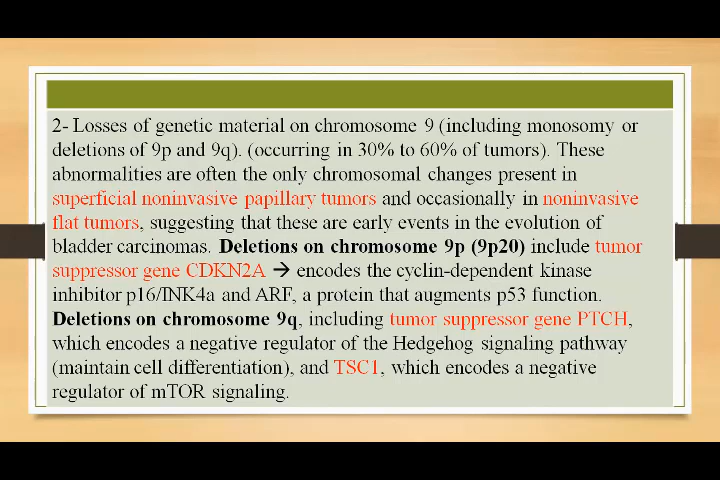 2- Losses of genetic material on chromosome 9 (including monosomy or
deletions of 9p and 9q). (occurring in 30% to 60% of tumors). These
abnormalities are often the only chromosomal changes present in
superficial noninvasive papillary tumors and occasionally in noninvasive
flat tumors, suggesting that these are early events in the evolution of
bladder carcinomas. Deletions on chromosome 9p (9p20) include tumor
suppressor gene CDKN2A → encodes the cyclin-dependent kinase
inhibitor p16/INK4a and ARF, a protein that augments p53 function.
Deletions on chromosome 9q, including tumor suppressor gene PTCH,
which encodes a negative regulator of the Hedgehog signaling pathway
(maintain cell differentiation), and TSC1, which encodes a negative
regulator of mTOR signaling.